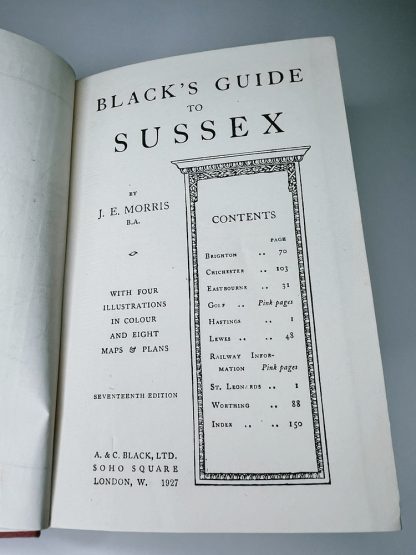 BLACK'S GUIDE
TO
SUSSEX
BY
J. E. MORRIS
B.A.
WITH FOUR
ILLUSTRATIONS
IN COLOUR
AND EIGHT
MAPS & PLANS
SEVENTEENTH EDITION
A. & C. BLACK, LTD.
SOHO SQUARE
LONDON, W. 1927
CONTENTS
PAGE
BRIGHTON .. 70
CHICHESTER .. 103
EASTBOURNE .. 31
GOLF .. Pink pages
HASTINGS .. 1
LEWES .. .. 48
RAILWAY INFOR-
MATION Pink pages
ST. LEONARDS .. 1
WORTHING .. 88
INDEX .. .. 150